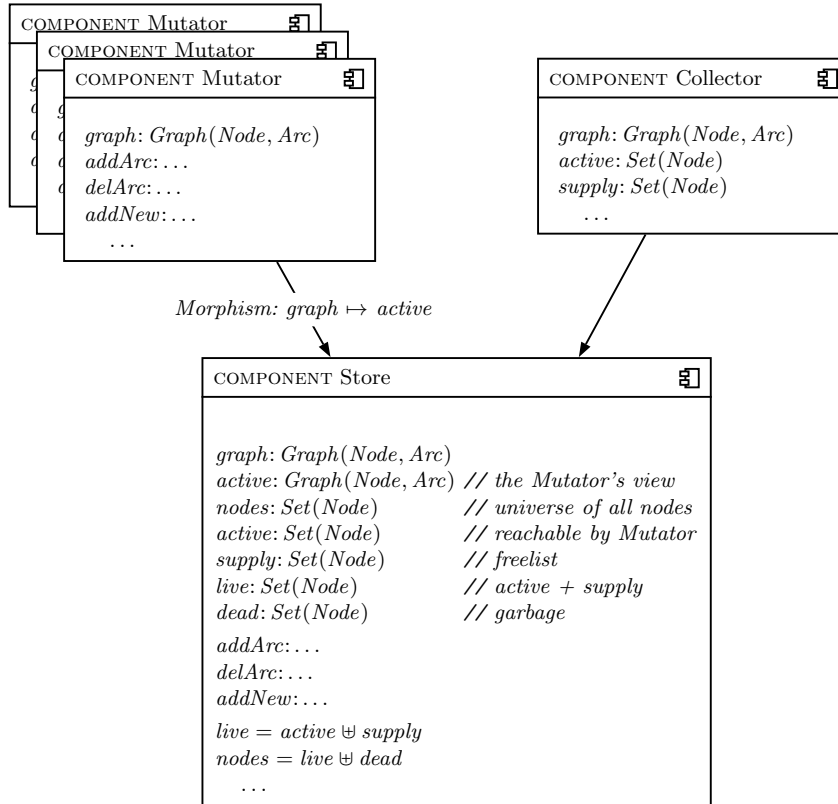 COMPONENT Mutator
COMPONENT Mutator
COMPONENT Mutator
graph: Graph(Node, Arc)
addArc: ...
delArc: ...
addNew: ...
...
COMPONENT Collector
graph: Graph(Node, Arc)
active: Set(Node)
supply: Set(Node)
...
Morphism: graph ↦ active
COMPONENT Store
graph: Graph(Node, Arc)
active: Graph(Node, Arc) // the Mutator's view
nodes: Set(Node) // universe of all nodes
active: Set(Node) // reachable by Mutator
supply: Set(Node) // freelist
live: Set(Node) // active + supply
dead: Set(Node) // garbage
addArc: ...
delArc: ...
addNew: ...
live = active ⊎ supply
nodes = live ⊎ dead
...